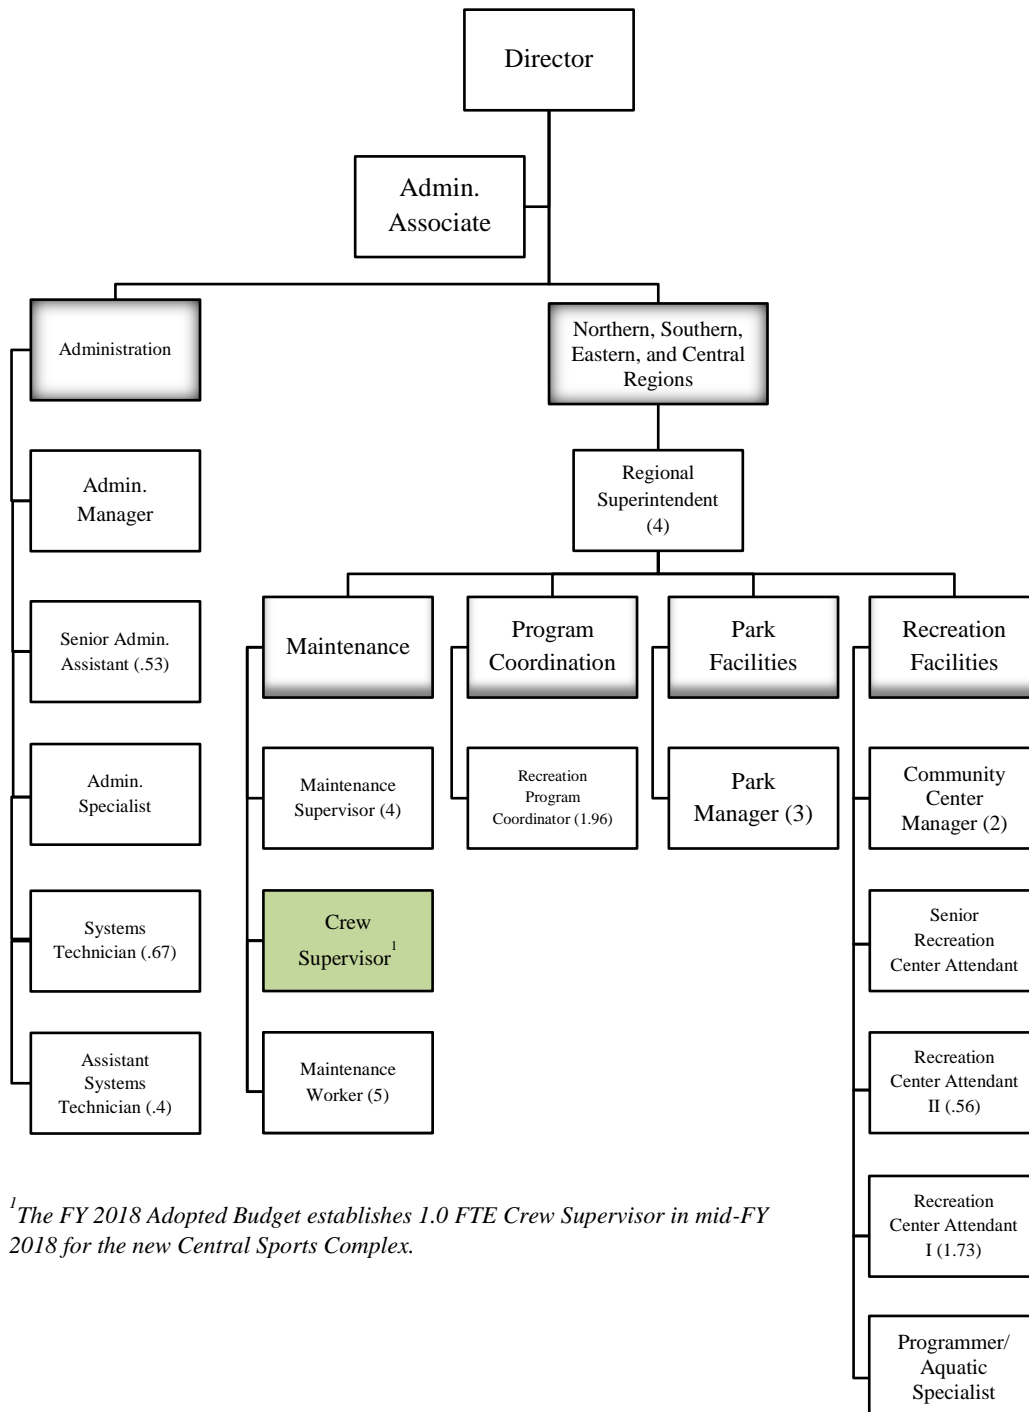 Director
Admin.
Associate
Administration
Northern, Southern,
Eastern, and Central
Regions
Admin.
Manager
Regional
Superintendent
(4)
Senior Admin.
Assistant (.53)
Maintenance
Program
Coordination
Park
Facilities
Recreation
Facilities
Admin.
Specialist
Maintenance
Supervisor (4)
Recreation
Program
Coordinator (1.96)
Park
Manager (3)
Community
Center
Manager (2)
Systems
Technician (.67)
Crew
Supervisor1
Senior
Recreation
Center Attendant
Assistant
Systems
Technician (.4)
Maintenance
Worker (5)
Recreation
Center Attendant
II (.56)
Recreation
Center Attendant
I (1.73)
Programmer/
Aquatic
Specialist
1The FY 2018 Adopted Budget establishes 1.0 FTE Crew Supervisor in mid-FY
2018 for the new Central Sports Complex.